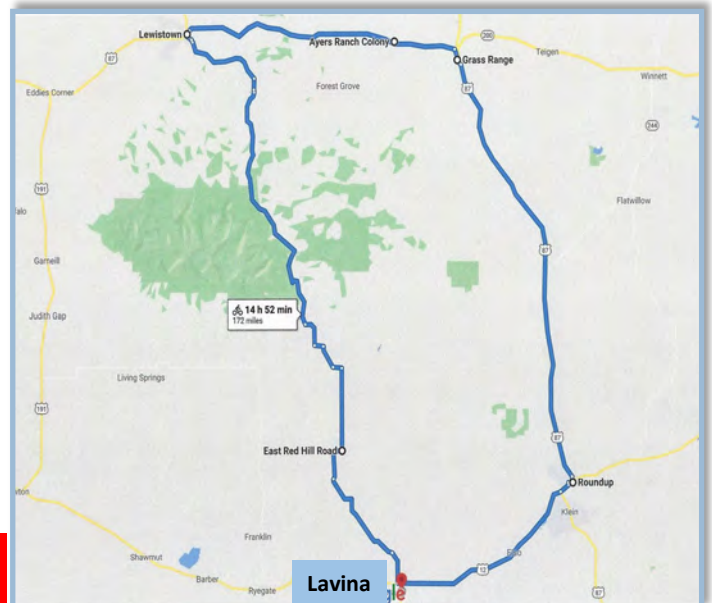 Lewistown
87
Ayers Ranch Colony
200
Grass Range
Teigen
Winnett
87
Eddies Corner
Forest Grove
244
191
Flatwillow
Garneill
87
14 h 52 min
172 miles
Judith Gap
Living Springs
191
87
East Red Hill Road
Roundup
Klein
Franklin
Shawmut
12
Barber
Ryegate
Lavina
87